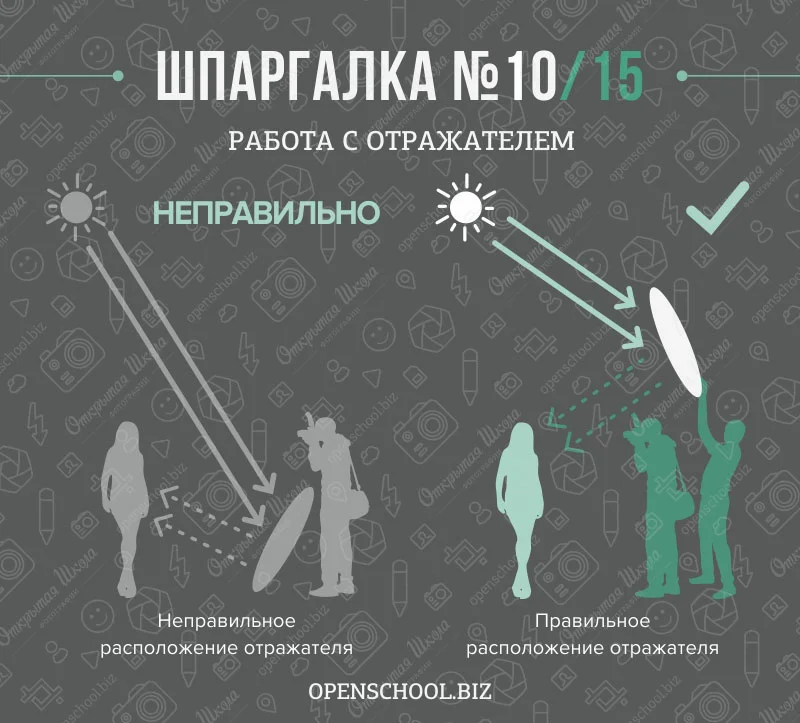 ШПАРГАЛКА №10/15
РАБОТА С ОТРАЖАТЕЛЕМ
НЕПРАВИЛЬНО
Неправильное
расположение отражателя
Правильное
расположение отражателя
OPENSCHOOL.BIZ